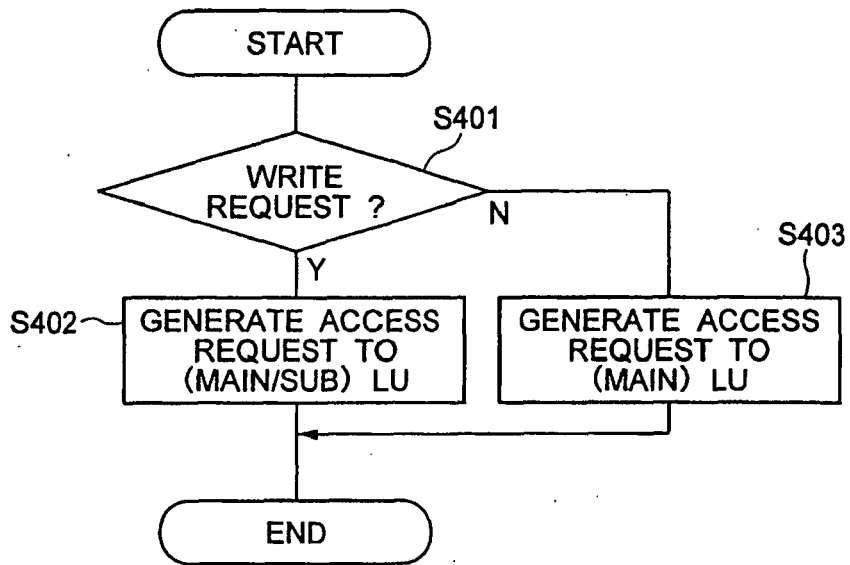 START
S401
WRITE
REQUEST ?
N
Y
S403
S402
GENERATE ACCESS
REQUEST TO
(MAIN/SUB) LU
GENERATE ACCESS
REQUEST TO
(MAIN) LU
END